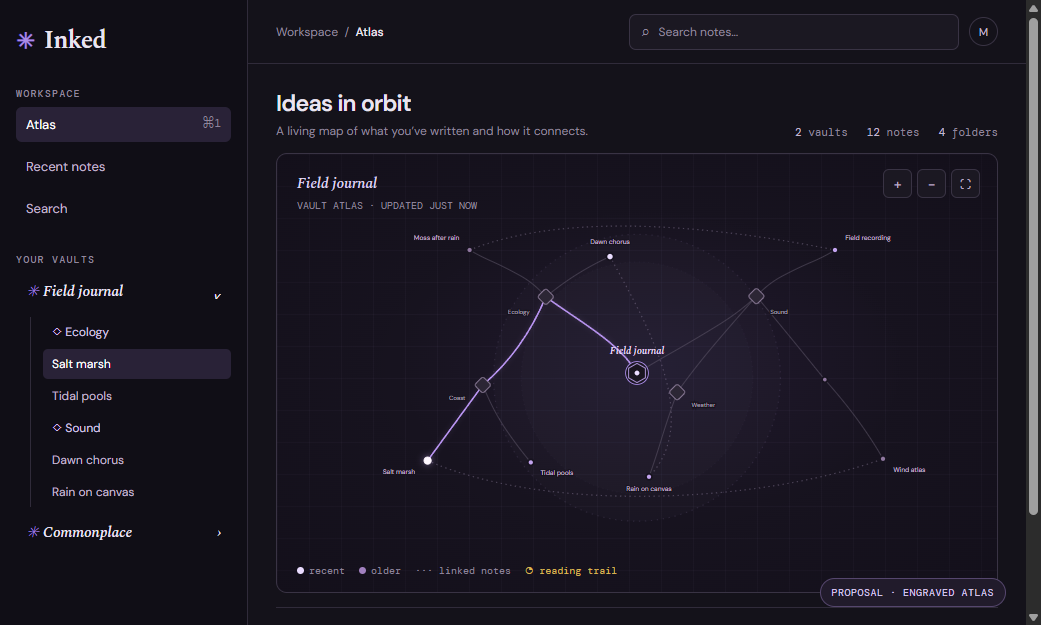 Inked
WORKSPACE
Atlas ⌘1
Recent notes
Search
YOUR VAULTS
Field journal
Ecology
Salt marsh
Tidal pools
Sound
Dawn chorus
Rain on canvas
Commonplace
Workspace / Atlas
Search notes...
M
Ideas in orbit
A living map of what you've written and how it connects.
2 vaults 12 notes 4 folders
Field journal
VAULT ATLAS · UPDATED JUST NOW
+ −
Moss after rain
Dawn chorus
Field recording
Ecology
Sound
Field journal
Coast
Weather
Salt marsh
Tidal pools
Rain on canvas
Wind atlas
recent older linked notes reading trail
PROPOSAL · ENGRAVED ATLAS